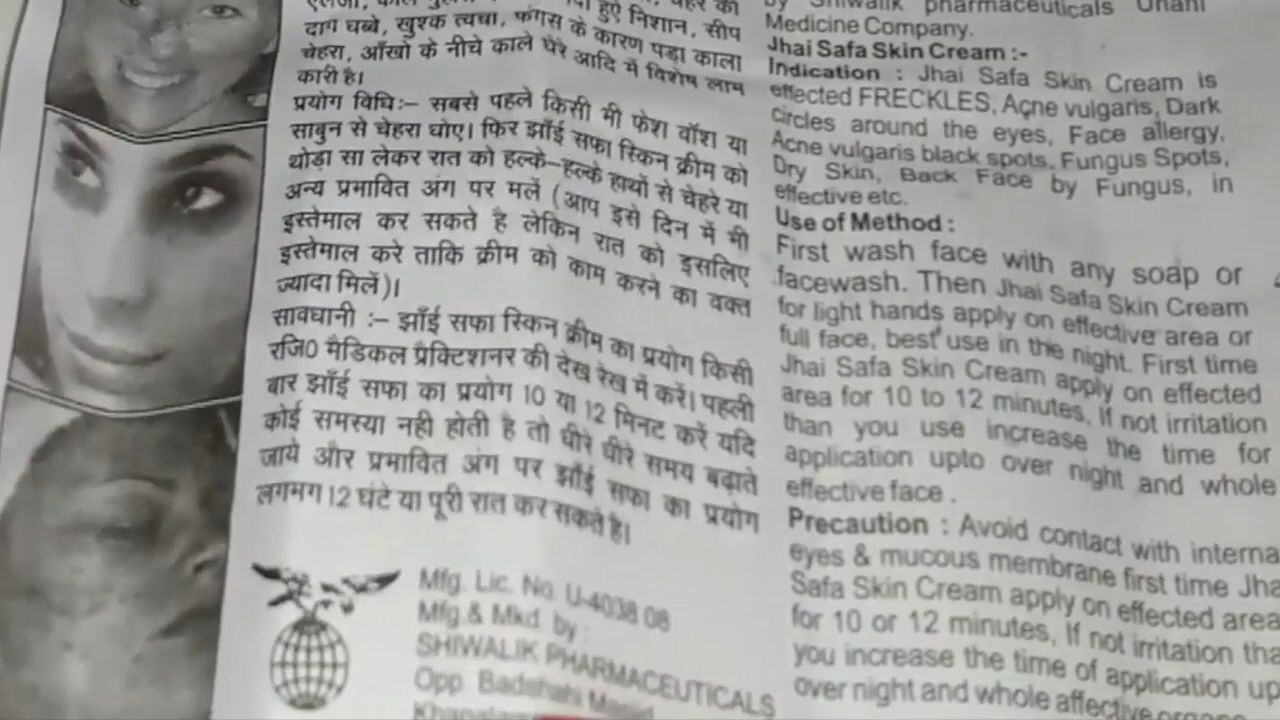 हुऐ निशान, सीप
दाग धब्बे, खुश्क त्वचा, फंगस के कारण पड़ा काला
चेहरा, आँखो के नीचे काले घेरे आदि में विशेष लाभ
कारी है।
प्रयोग विधिः– सबसे पहले किसी भी फेश वॉश या
साबुन से चेहरा धोए। फिर झाँई सफा स्किन क्रीम को
थोड़ा सा लेकर रात को हल्के–हल्के हाथों से चेहरे या
अन्य प्रभावित अंग पर मलें (आप इसे दिन में भी
इस्तेमाल कर सकते है लेकिन रात को इसलिए
इस्तेमाल करे ताकि क्रीम को काम करने का वक्त
ज्यादा मिलें)।
सावधानी :– झाँई सफा स्किन क्रीम का प्रयोग किसी
रजि0 मैडिकल प्रैक्टिशनर की देख रेख में करें। पहली
बार झाँई सफा का प्रयोग 10 या 12 मिनट करें यदि
कोई समस्या नही होती है तो धीरे धीरे समय बढ़ाते
जाये और प्रभावित अंग पर झाँई सफा का प्रयोग
लगभग 12 घंटे या पूरी रात कर सकते है।
Mfg. Lic. No. U-4038 08
Mfg.& Mkd. by :
SHIWALIK PHARMACEUTICALS
Opp. Badshahi
by Shiwalik pharmaceuticals Unani
Medicine Company.
Jhai Safa Skin Cream :-
Indication : Jhai Safa Skin Cream is
effected FRECKLES, Açne vulgaris, Dark
circles around the eyes, Face allergy,
Acne vulgaris black spots, Fungus Spots,
Dry Skin, Back Face by Fungus, in
effective etc.
Use of Method :
First wash face with any soap or
facewash. Then Jhai Safa Skin Cream
for light hands apply on effective area or
full face, best use in the night. First time
Jhai Safa Skin Cream apply on effected
area for 10 to 12 minutes, If not irritation
than you use increase the time for
application upto over night and whole
effective face .
Precaution : Avoid contact with interna
eyes & mucous membrane first time Jha
Safa Skin Cream apply on effected area
for 10 or 12 minutes, If not irritation tha
you increase the time of application up
over night and whole affective